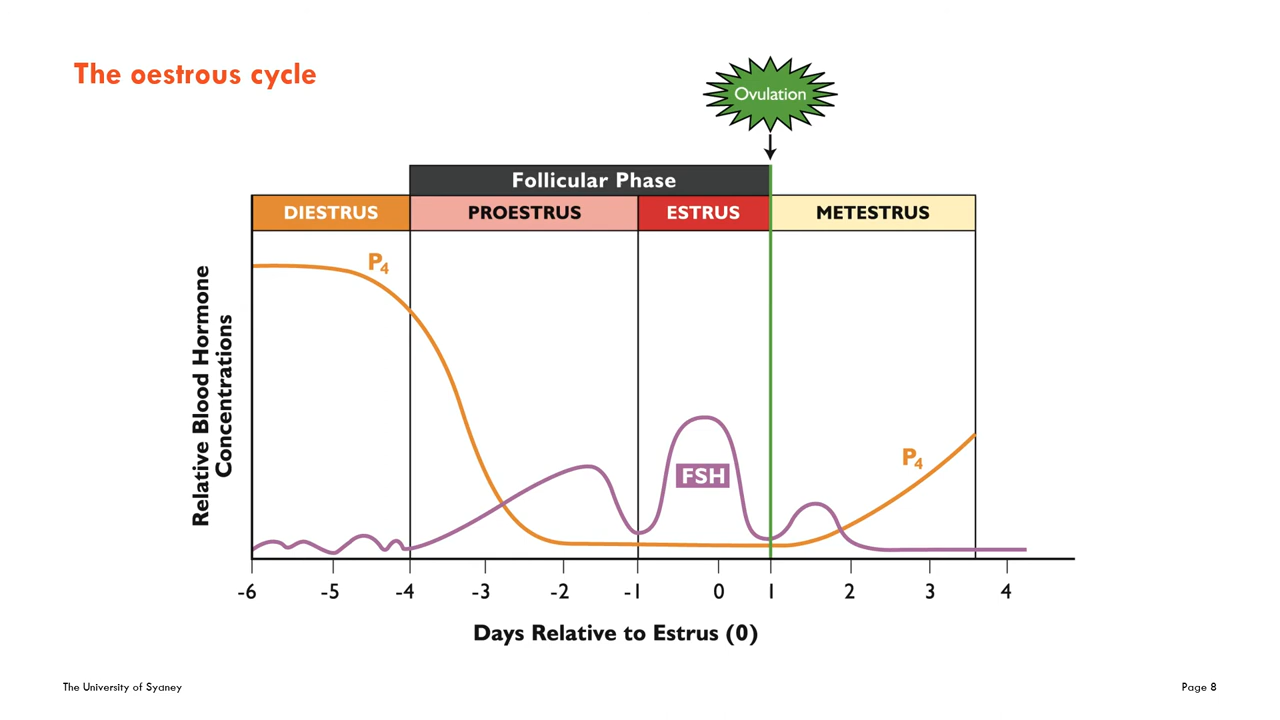 The oestrous cycle
Ovulation
Follicular Phase
DIESTRUS PROESTRUS ESTRUS METESTRUS
P4
FSH
P4
Relative Blood Hormone
Concentrations
-6 -5 -4 -3 -2 -1 0 1 2 3 4
Days Relative to Estrus (0)
The University of Syaney Page 8